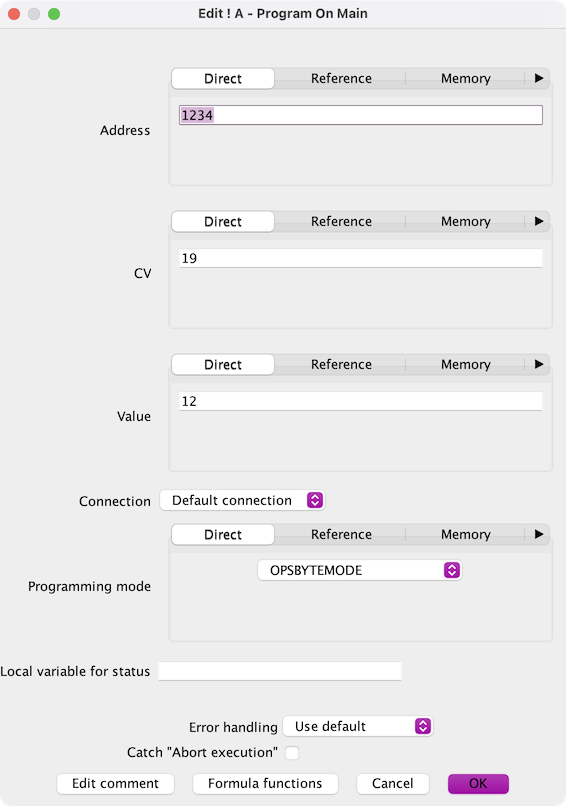 Edit ! A - Program On Main
Direct Reference Memory
Address
1234
Direct Reference Memory
CV
19
Direct Reference Memory
Value
12
Connection Default connection
Direct Reference Memory
Programming mode
OPSBYTEMODE
Local variable for status
Error handling Use default
Catch "Abort execution"
Edit comment Formula functions Cancel OK